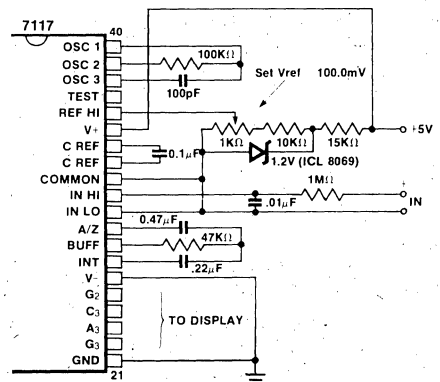 7117
40
OSC 1
OSC 2
OSC 3
TEST
REF HI
V+
C REF
C REF
COMMON
IN HI
IN LO
A/Z
BUFF
INT
V-
G2
C3
A3
G3
GND
21
100KΩ
100pF
Set Vref 100.0mV
1KΩ
10KΩ
15KΩ
+5V
1.2V (ICL 8069)
0.1µF
1MΩ
+
.01µF
IN
-
0.47µF
47KΩ
.22µF
TO DISPLAY